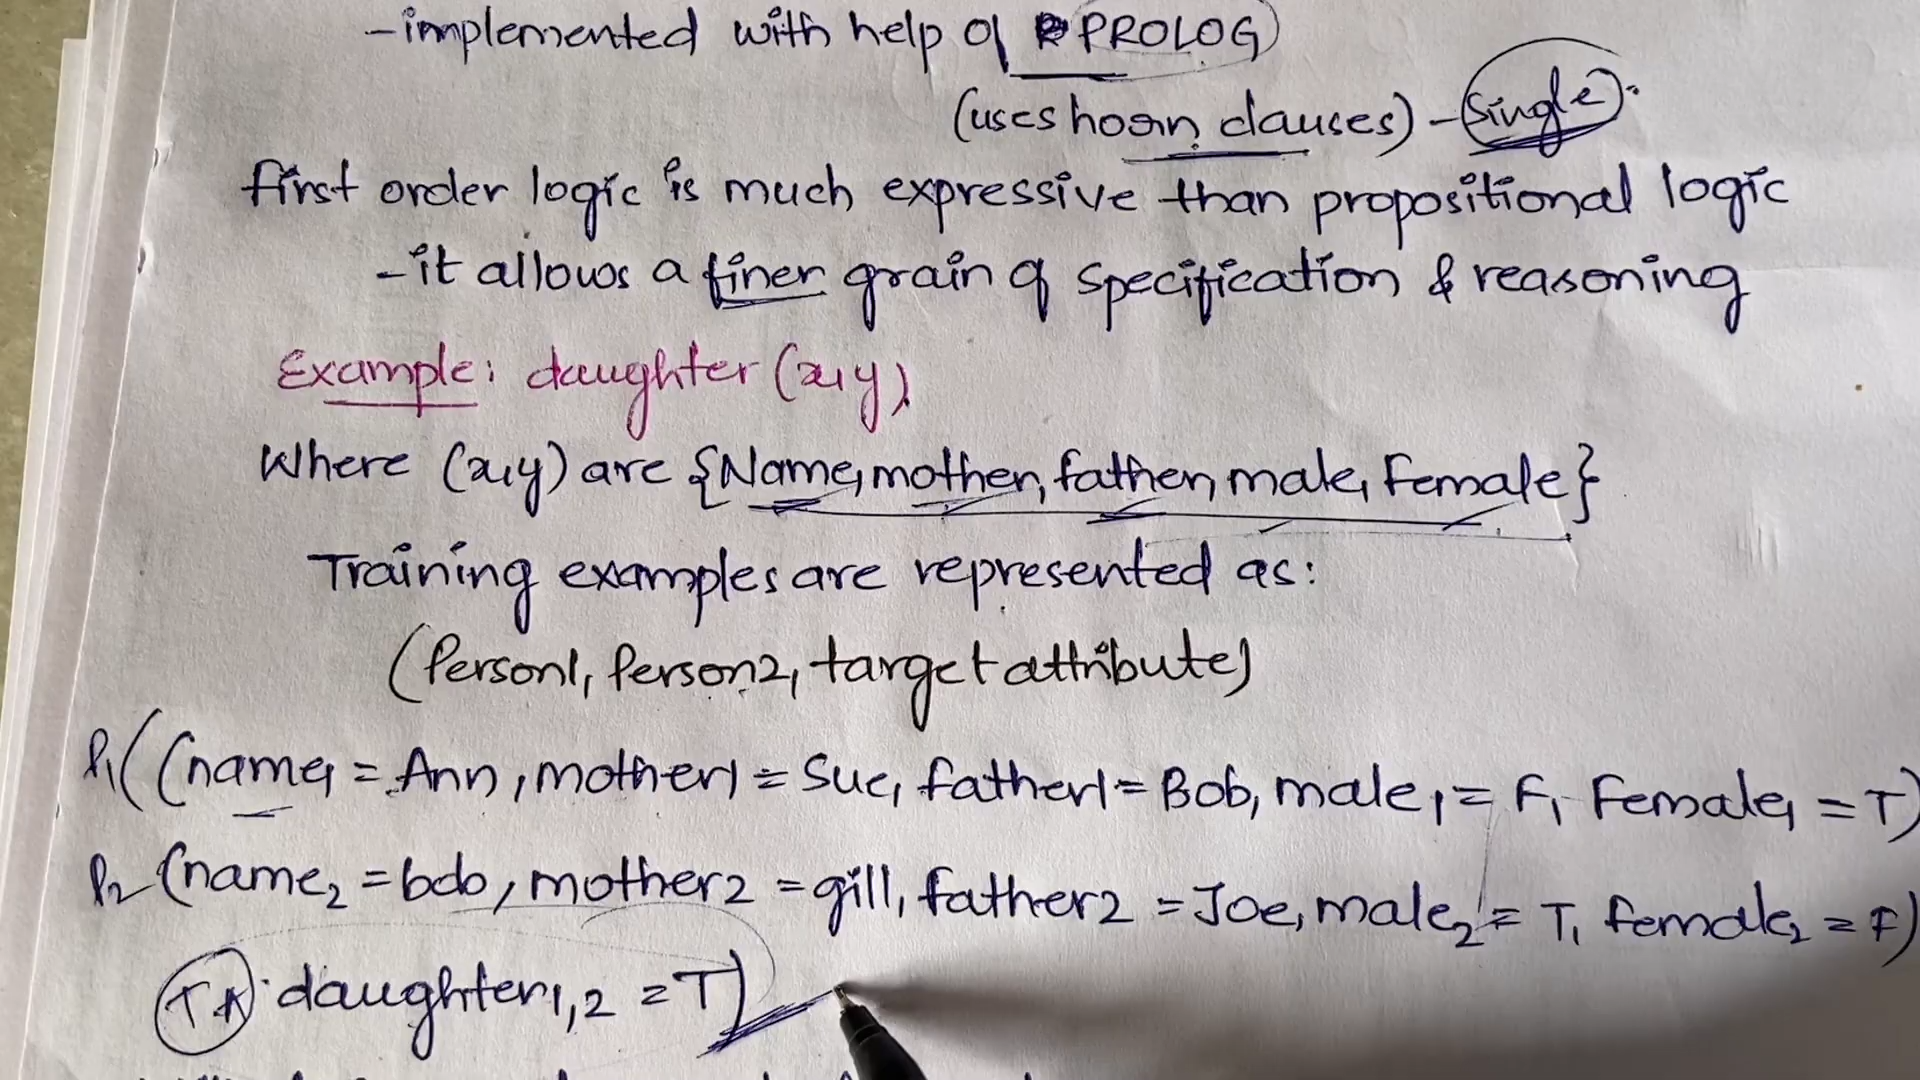 -implemented with help of PROLOG
(uses horn clauses) - single.
first order logic is much expressive than propositional logic
-it allows a finer grain of specification & reasoning
Example: daughter (x,y)
Where (x,y) are {Name, mother, father, male, Female}
Training examples are represented as:
(Person1, Person2, target attribute)
P1 ((name1 = Ann, mother1 = Sue, father1 = Bob, male1 = F, Female1 = T)
P2 (name2 = bob, mother2 = gill, father2 = Joe, male2 = T, female2 = F)
TA: daughter1,2 = T)